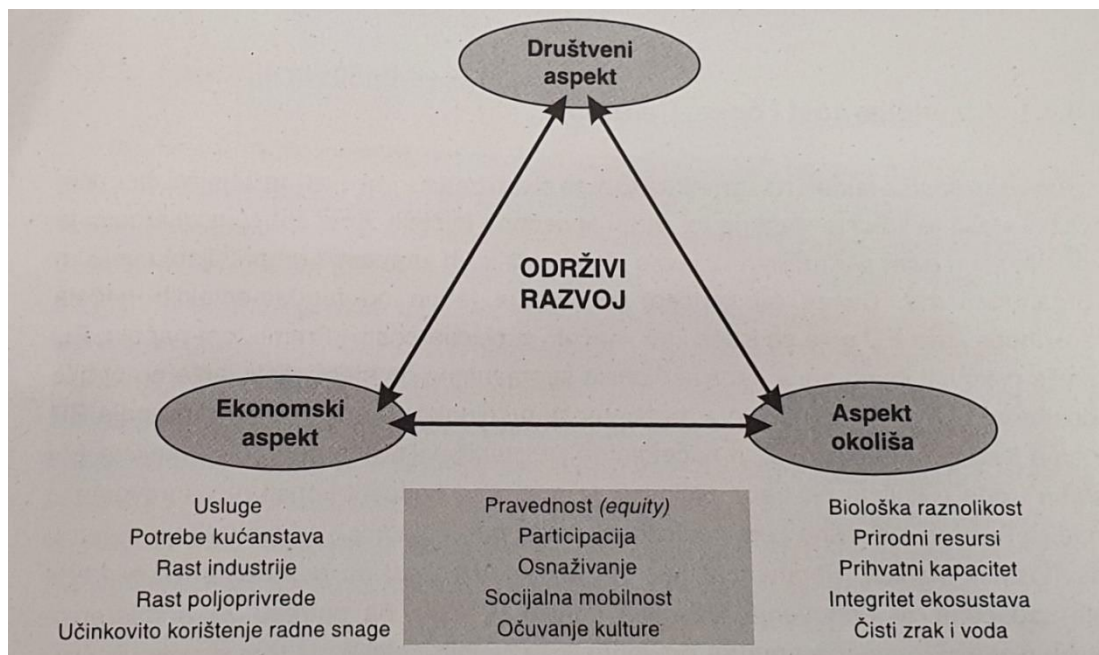 Društveni
aspekt
ODRŽIVI
RAZVOJ
Ekonomski
aspekt
Aspekt
okoliša
Usluge
Potrebe kućanstava
Rast industrije
Rast poljoprivrede
Učinkovito korištenje radne snage
Pravednost (equity)
Participacija
Osnaživanje
Socijalna mobilnost
Očuvanje kulture
Biološka raznolikost
Prirodni resursi
Prihvatni kapacitet
Integritet ekosustava
Čisti zrak i voda